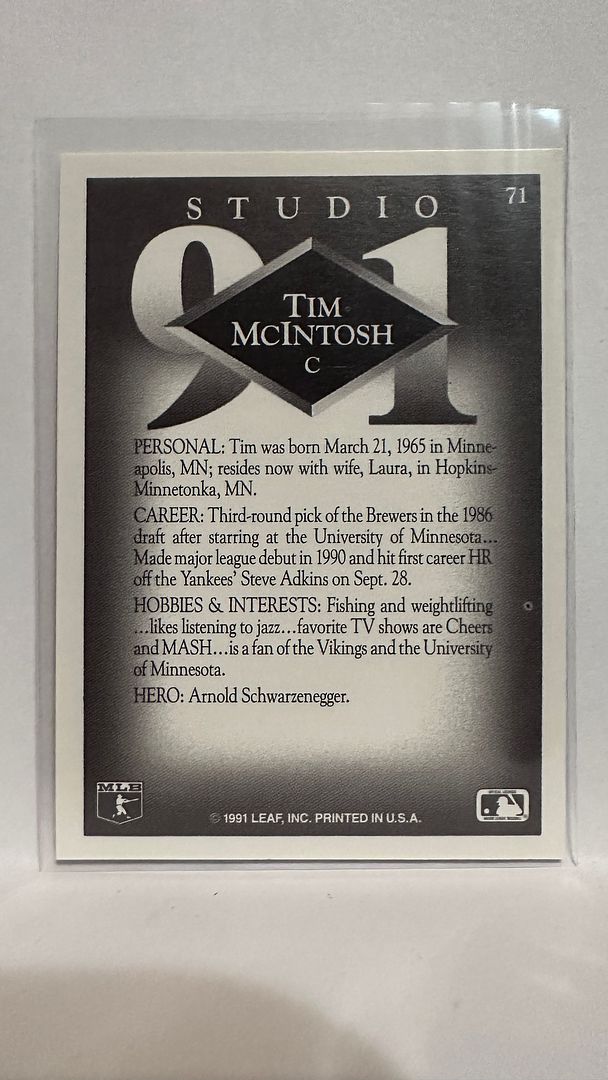 STUDIO
71
91
TIM
MCINTOSH
C
PERSONAL: Tim was born March 21, 1965 in Minne-
apolis, MN; resides now with wife, Laura, in Hopkins-
Minnetonka, MN.
CAREER: Third-round pick of the Brewers in the 1986
draft after starring at the University of Minnesota...
Made major league debut in 1990 and hit first career HR
off the Yankees' Steve Adkins on Sept. 28.
HOBBIES & INTERESTS: Fishing and weightlifting
...likes listening to jazz...favorite TV shows are Cheers
and MASH...is a fan of the Vikings and the University
of Minnesota.
HERO: Arnold Schwarzenegger.
MLB
© 1991 LEAF, INC. PRINTED IN U.S.A.